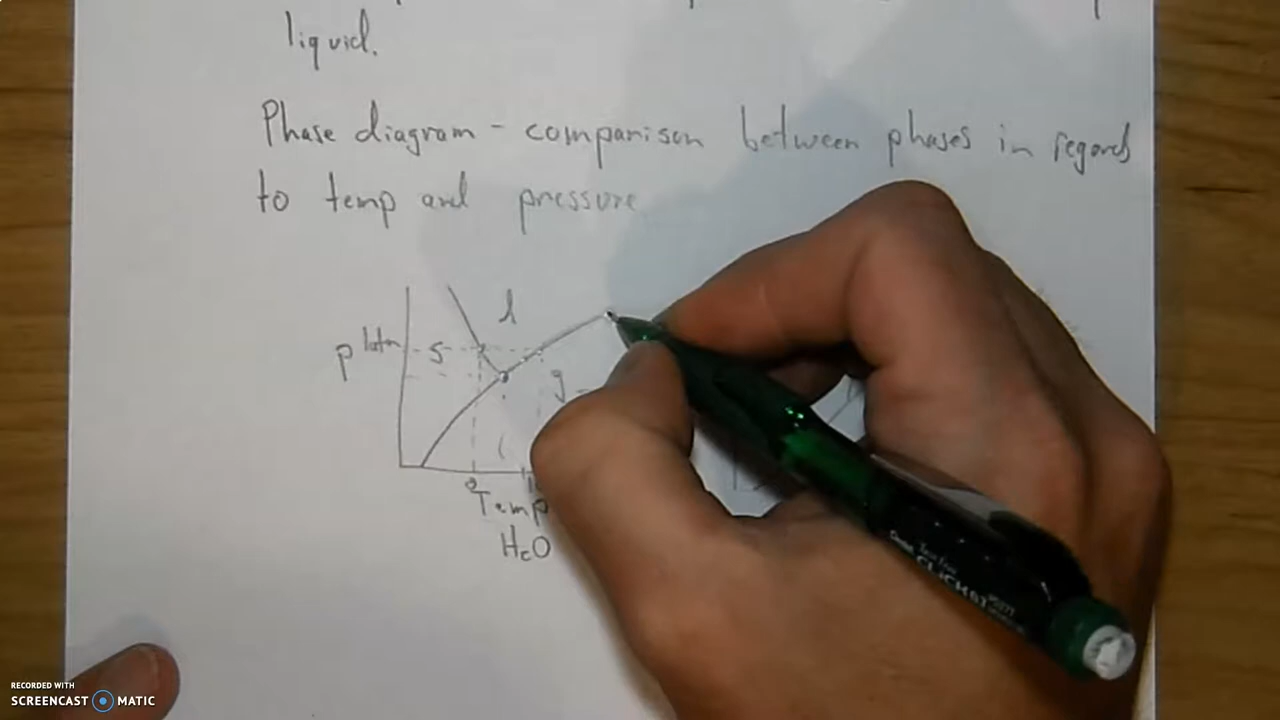 liquid.
Phase diagram - comparison between phases in regards
to temp and pressure
l
P 1atm s
g
0
Temp
H2O
CLICK
RECORDED WITH
SCREENCAST MATIC